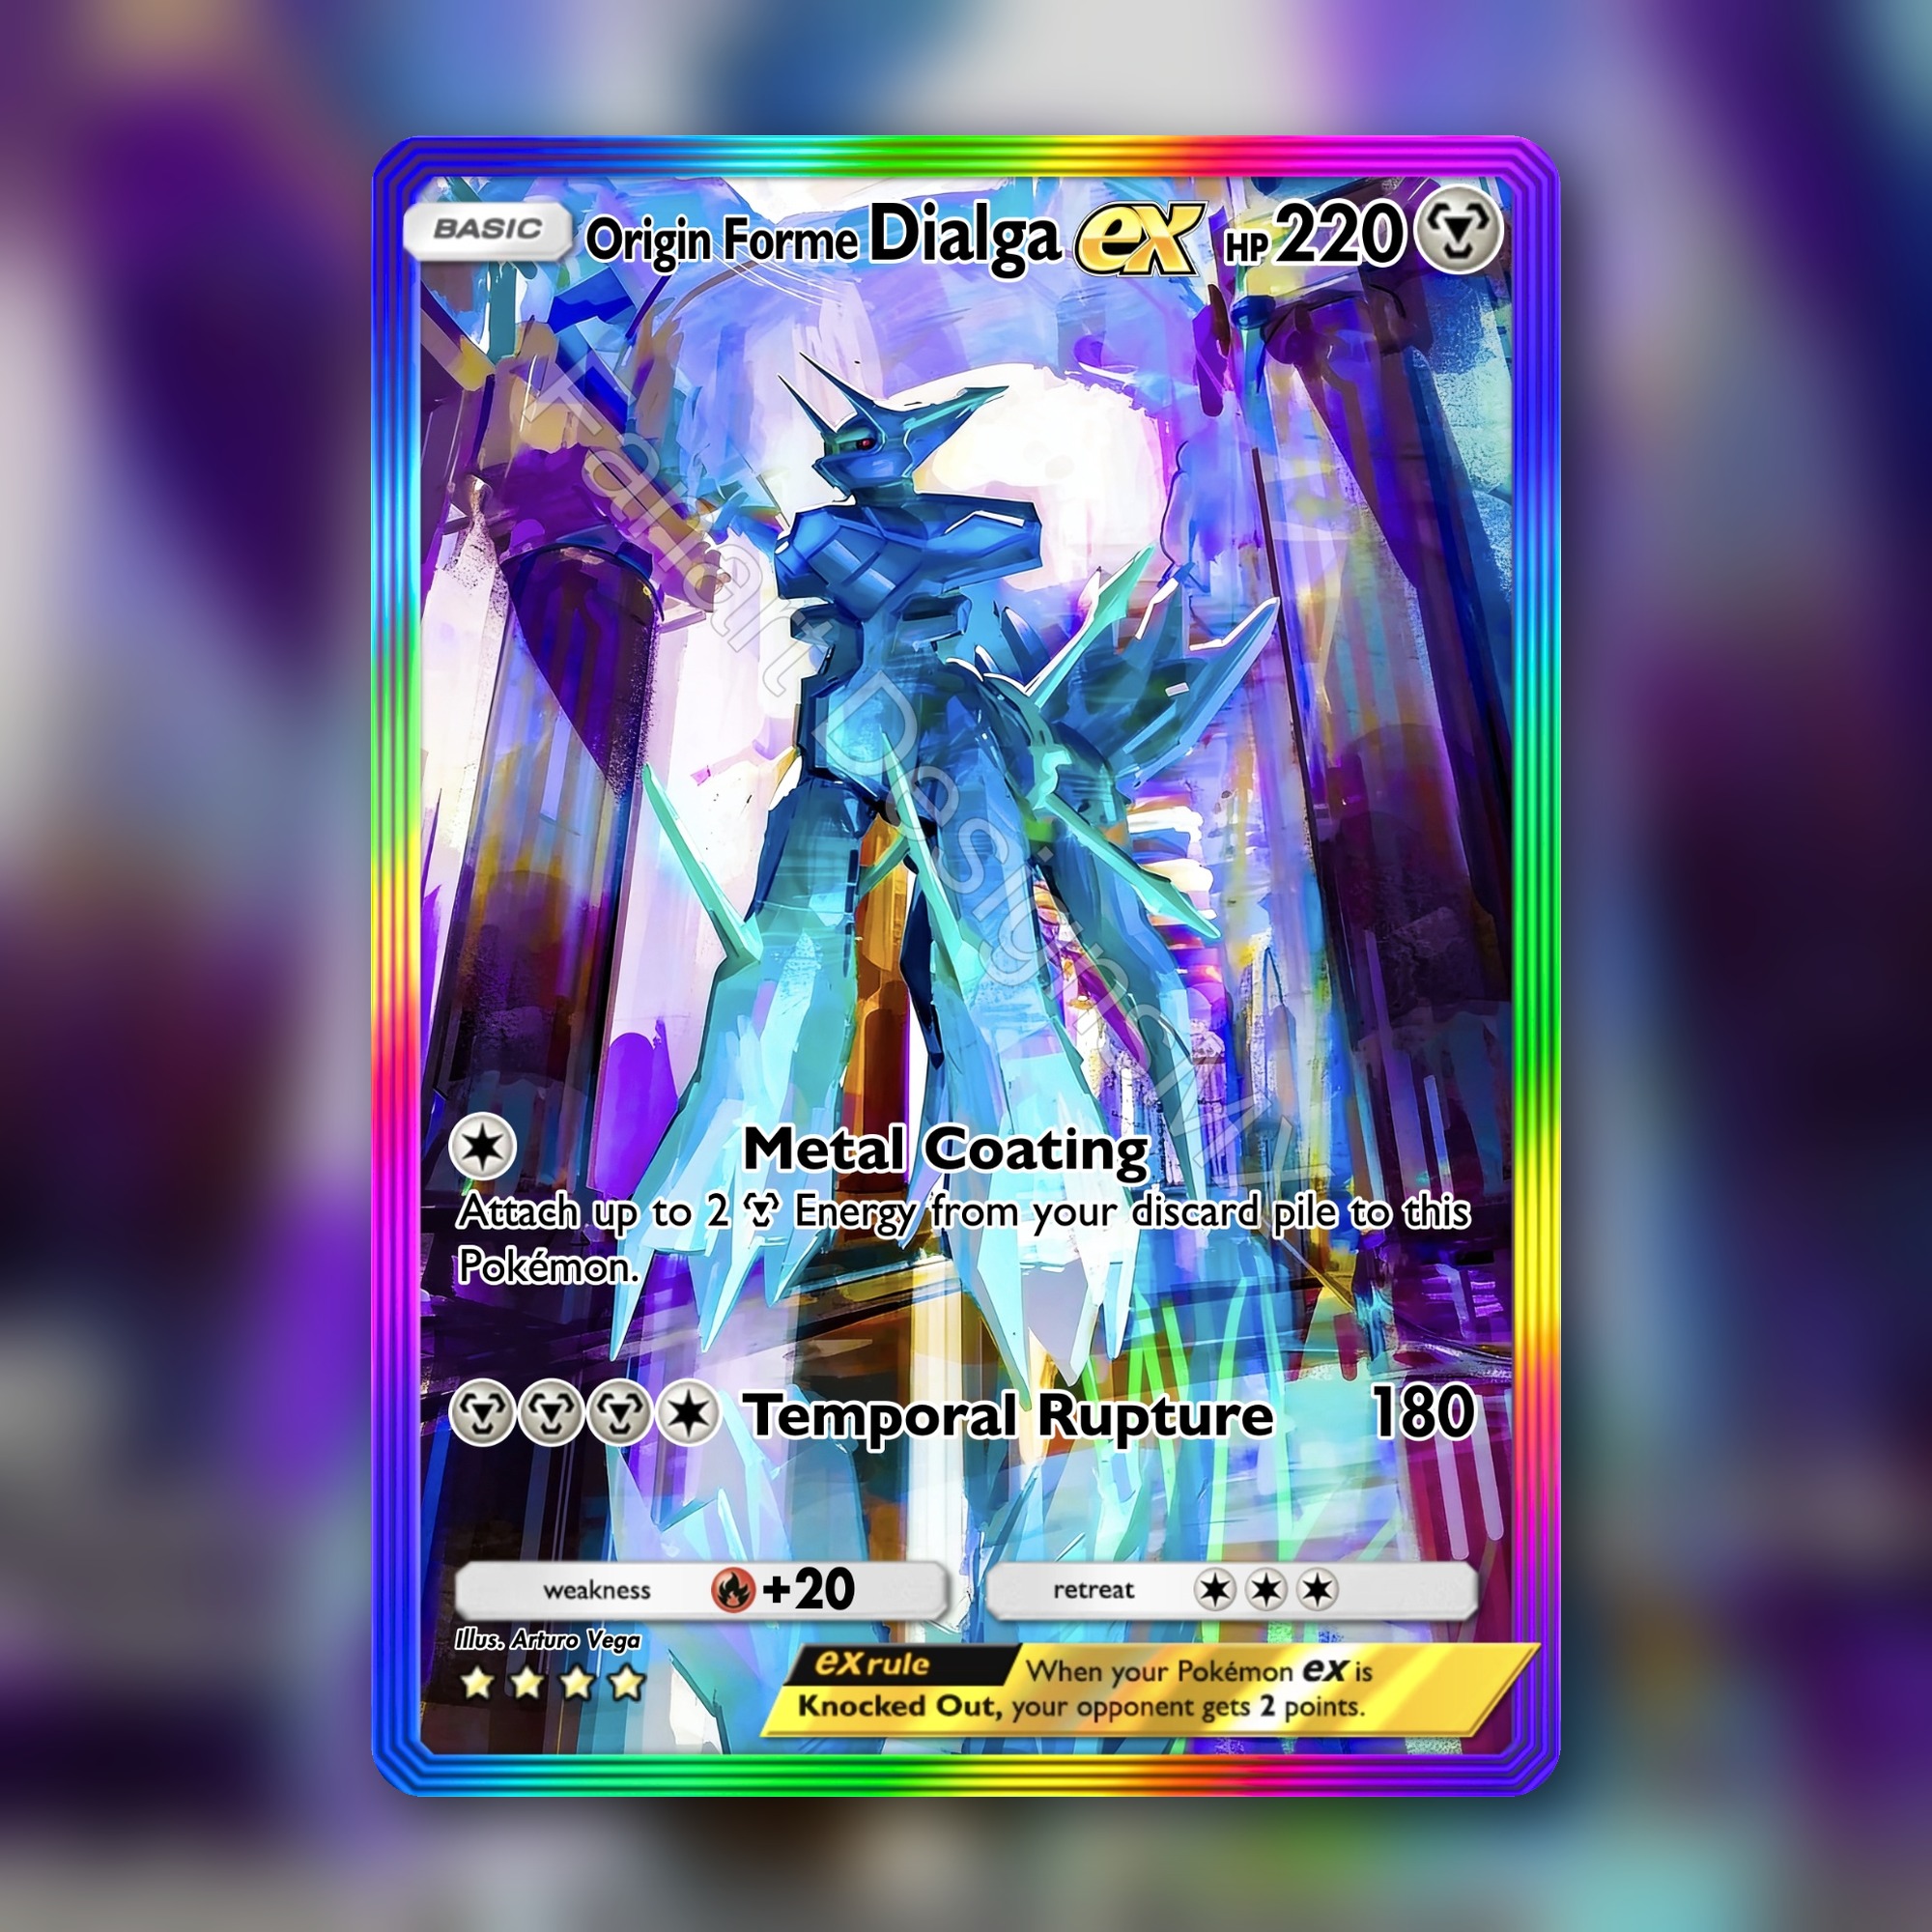 BASIC Origin Forme Dialga ex HP 220
Metal Coating
Attach up to 2 Energy from your discard pile to this
Pokémon.
Temporal Rupture 180
weakness +20 retreat
Illus. Arturo Vega
ex rule When your Pokémon ex is
Knocked Out, your opponent gets 2 points.